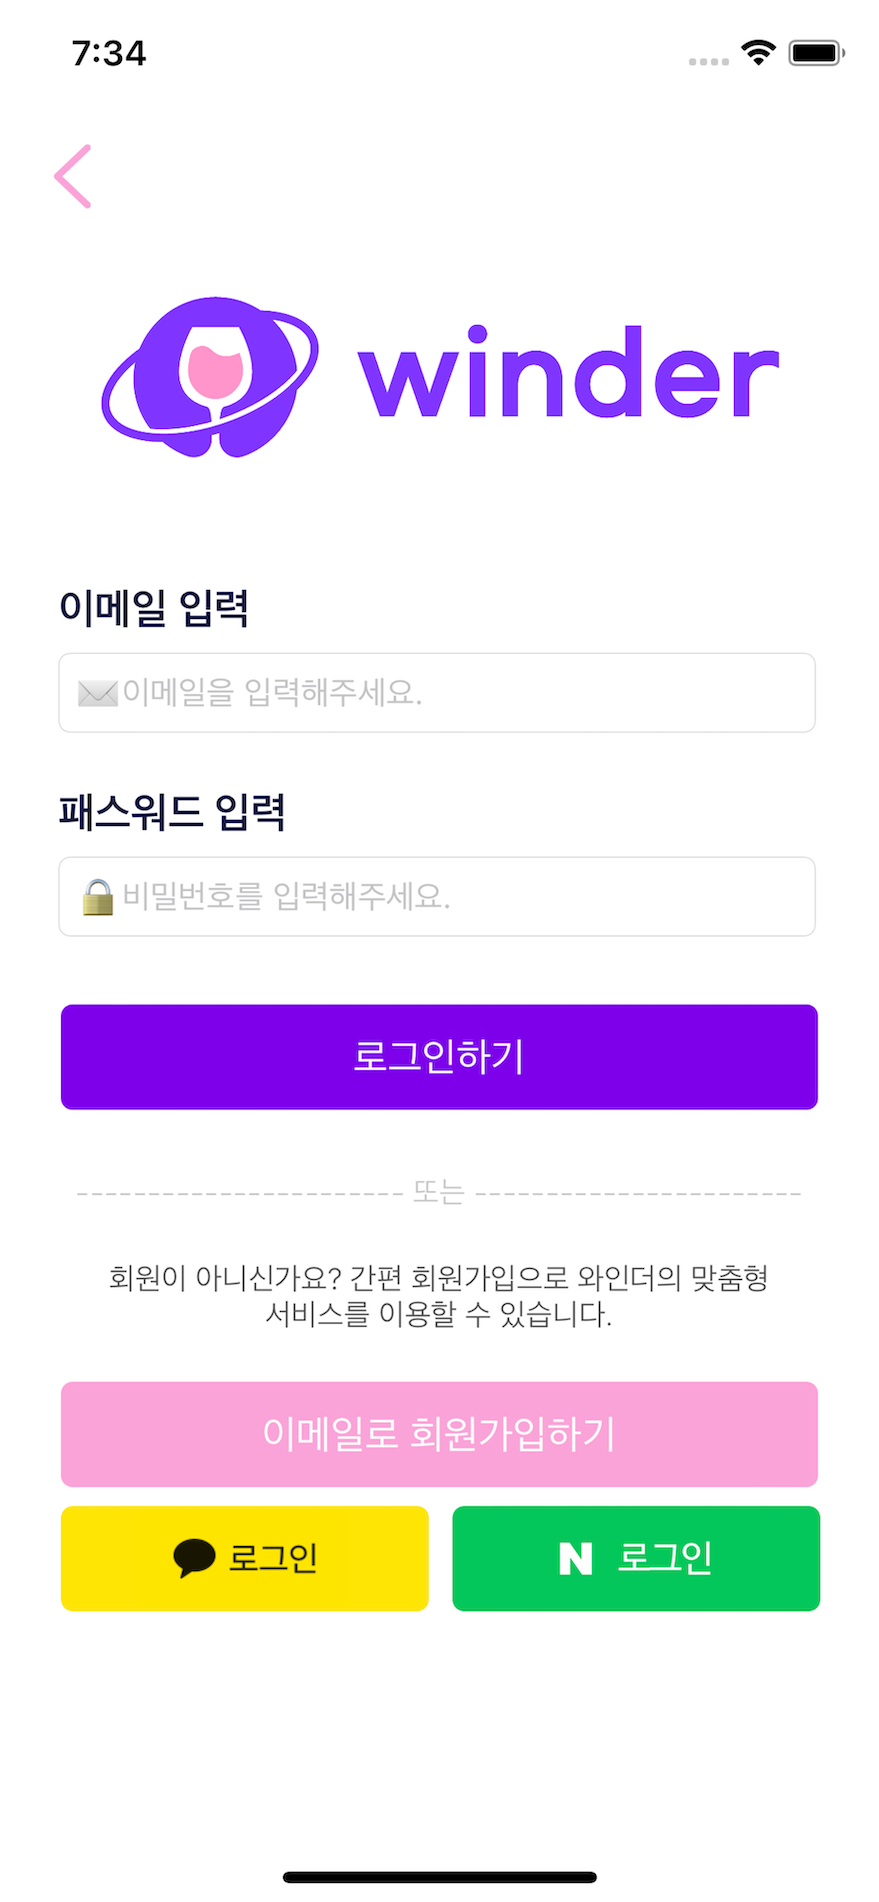 7:34
winder
이메일 입력
✉️이메일을 입력해주세요.
패스워드 입력
🔒비밀번호를 입력해주세요.
로그인하기
----------------------- 또는 -----------------------
회원이 아니신가요? 간편 회원가입으로 와인더의 맞춤형
서비스를 이용할 수 있습니다.
이메일로 회원가입하기
로그인
N 로그인